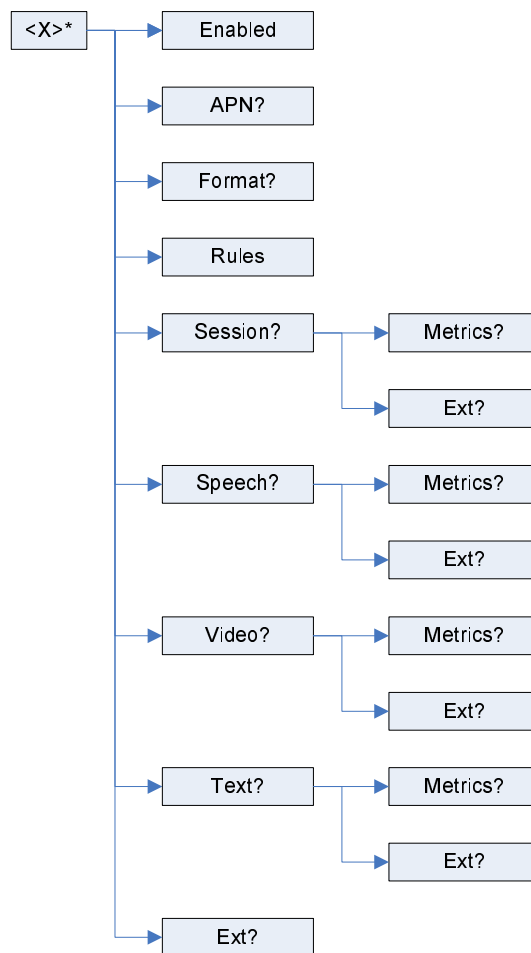 <X>*
Enabled
APN?
Format?
Rules
Session?
Metrics?
Ext?
Speech?
Metrics?
Ext?
Video?
Metrics?
Ext?
Text?
Metrics?
Ext?
Ext?